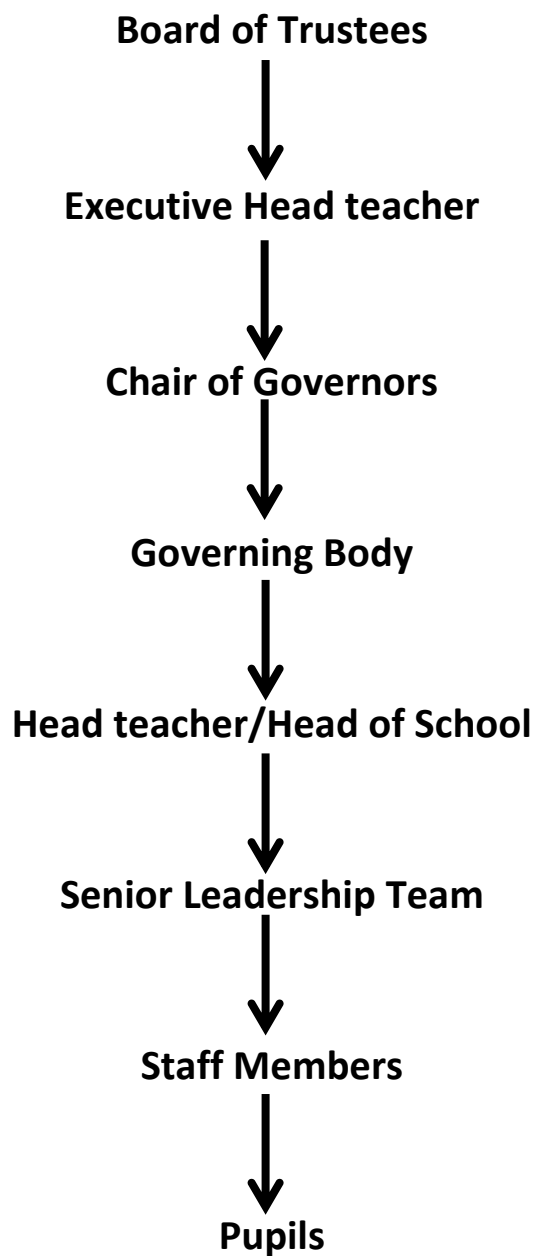 Board of Trustees
Executive Head teacher
Chair of Governors
Governing Body
Head teacher/Head of School
Senior Leadership Team
Staff Members
Pupils